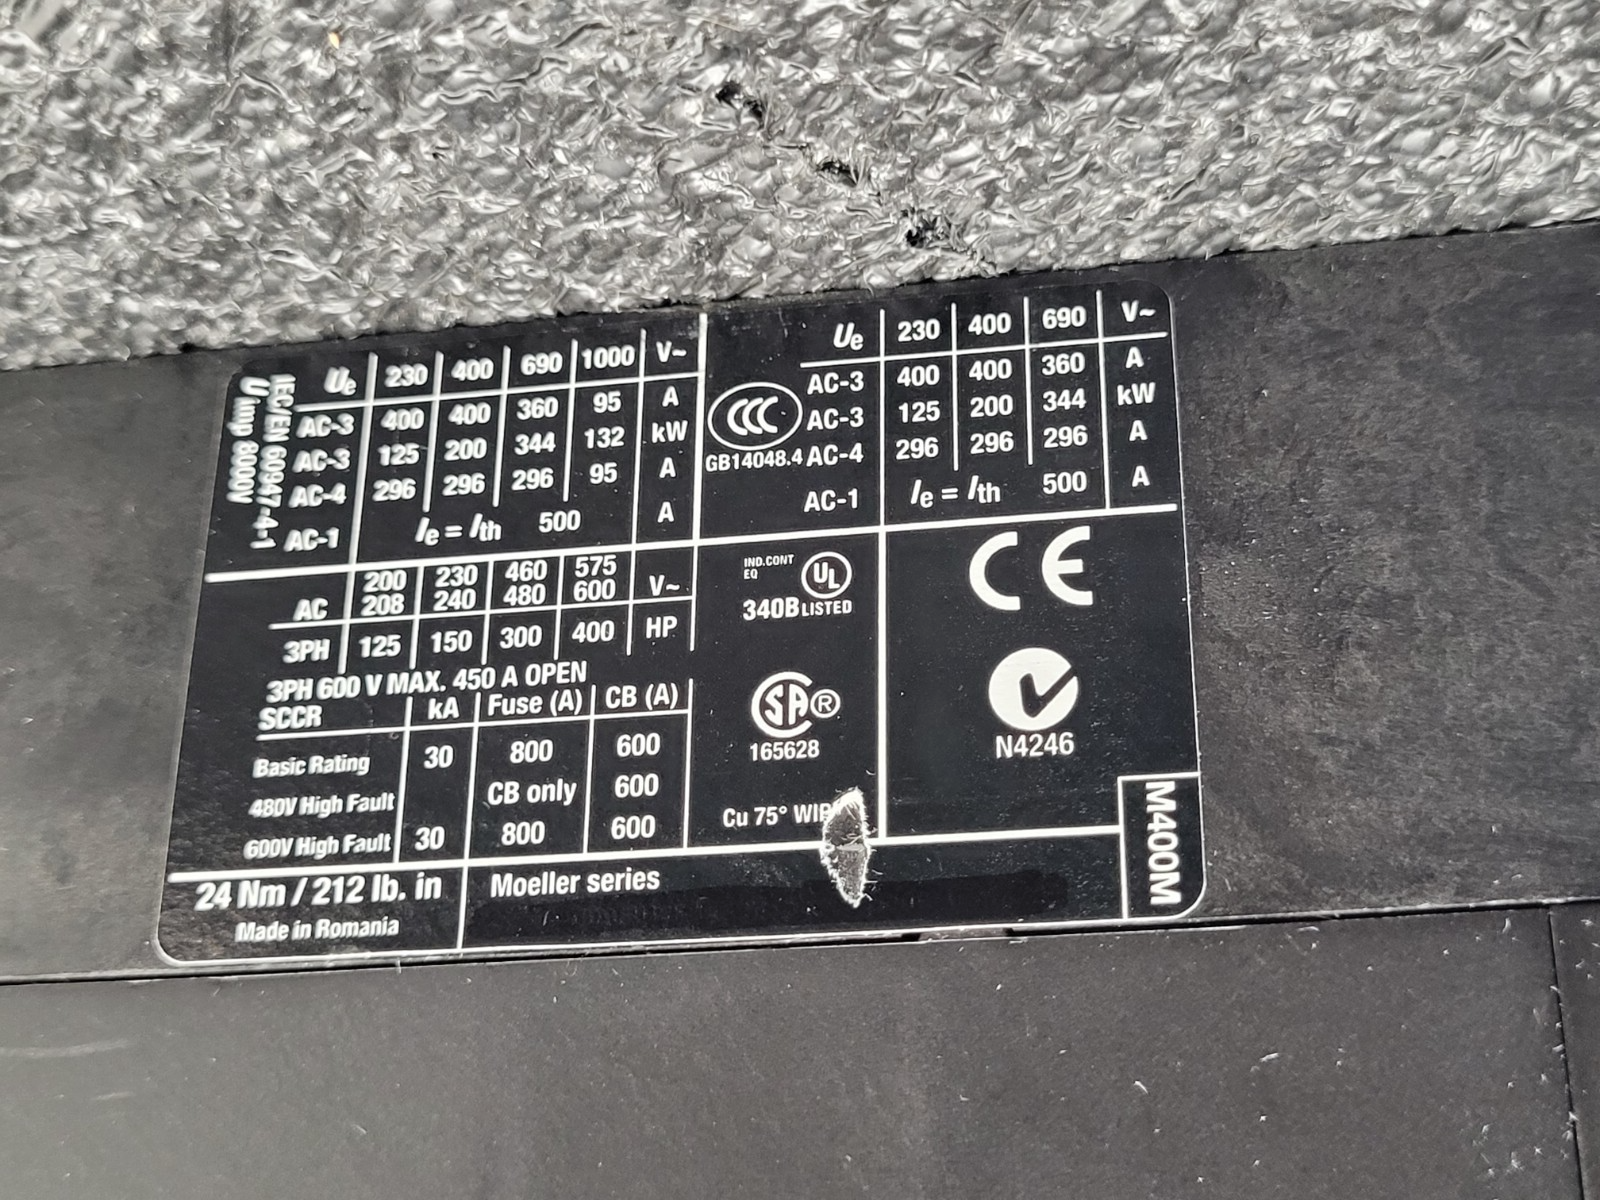 IEC/EN 60947-4-1
U imp 8000V
Ue 230 400 690 1000 V~
AC-3 400 400 360 95 A
AC-3 125 200 344 132 kW
AC-4 296 296 296 95 A
AC-1 Ie = Ith 500 A
CCC
GB14048.4
Ue 230 400 690 V~
AC-3 400 400 360 A
AC-3 125 200 344 kW
AC-4 296 296 296 A
AC-1 Ie = Ith 500 A
200 230 460 575
AC 208 240 480 600 V~
3PH 125 150 300 400 HP
3PH 600 V MAX. 450 A OPEN
SCCR kA Fuse (A) CB (A)
Basic Rating 30 800 600
480V High Fault CB only 600
600V High Fault 30 800 600
24 Nm / 212 lb. in
Made in Romania
Moeller series
IND.CONT
EQ
UL
340B LISTED
SA ®
165628
Cu 75°
CE
N4246
M400M